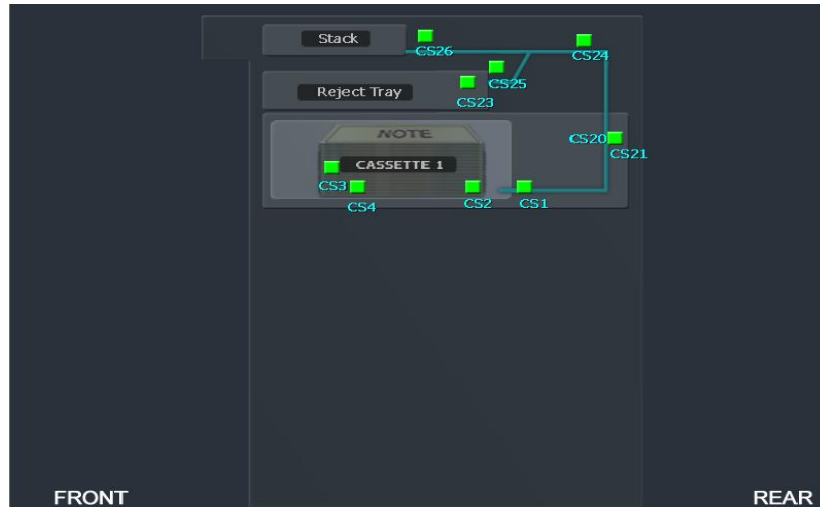 Stack
CS26
CS24
Reject Tray
CS25
CS23
NOTE
CS20
CS21
CASSETTE 1
CS3
CS4
CS2
CS1
FRONT
REAR